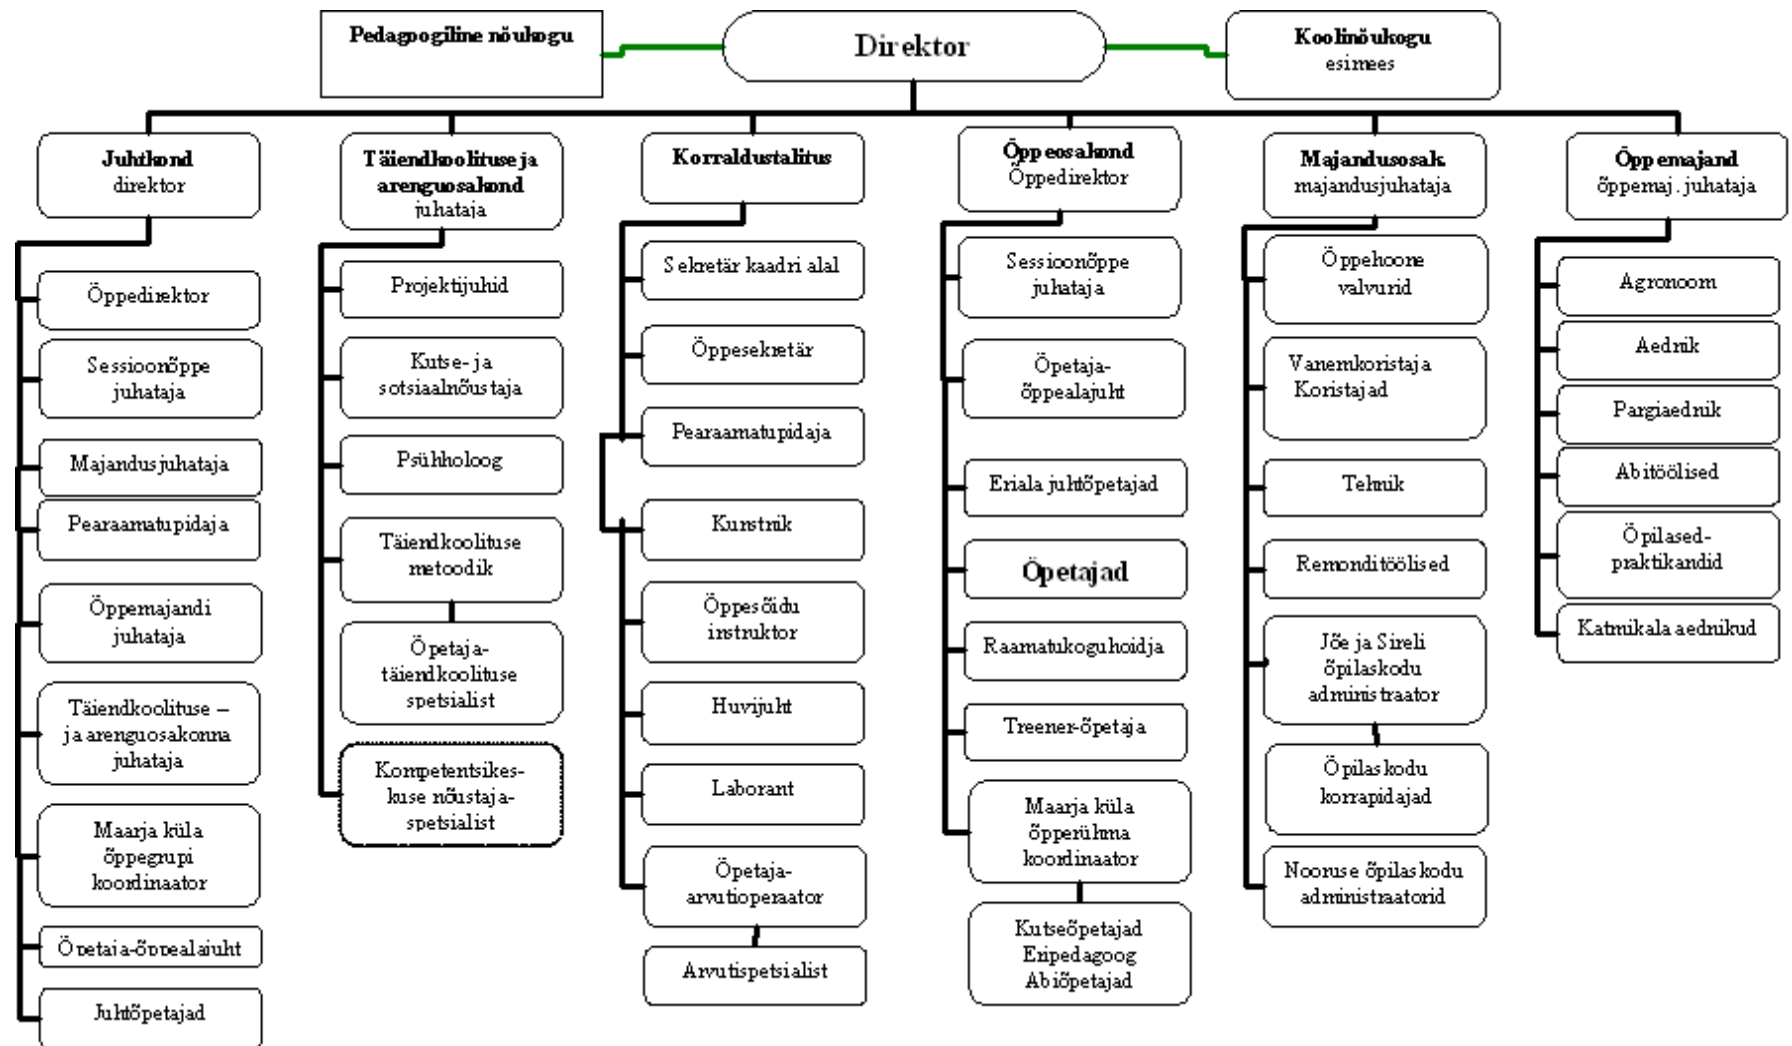 Pedagoogiline nõukogu
Direktor
Koolinõukogu
esimees
Juhtkond
direktor
Õppedirektor
Sessioonõppe
juhataja
Majandusjuhataja
Pearaamatupidaja
Õppemajandi
juhataja
Täiendkoolituse –
ja arenguosakonna
juhataja
Maarja küla
õppegrupi
koordinaator
Õpetaja-õppealajuht
Juhtõpetajad
Täiendkoolituse ja
arenguosakond
juhataja
Projektijuhid
Kutse- ja
sotsiaalnõustaja
Psühholoog
Täiendkoolituse
metoodik
Õpetaja-
täiendkoolituse
spetsialist
Kompetentsikes-
kuse nõustaja-
spetsialist
Korraldustalitus
Sekretär kaadri alal
Õppesekretär
Pearaamatupidaja
Kunstnik
Õppesõidu
instruktor
Huvijuht
Laborant
Õpetaja-
arvutioperaator
Arvutispetsialist
Õppeosakond
Õppedirektor
Sessioonõppe
juhataja
Õpetaja-
õppealajuht
Eriala juhtõpetajad
Õpetajad
Raamatukoguhoidja
Treener-õpetaja
Maarja küla
õpperühma
koordinaator
Kutseõpetajad
Eripedagoog
Abiõpetajad
Majandusosak.
majandusjuhataja
Õppehoone
valvurid
Vanemkoristaja
Koristajad
Tehnik
Remonditöölised
Jõe ja Sireli
õpilaskodu
administraator
Õpilaskodu
korrapidajad
Nooruse õpilaskodu
administraatorid
Õppemajand
õppemaj. juhataja
Agronoom
Aednik
Pargiaednik
Abitöölised
Õpilased-
praktikandid
Katmikala aednikud